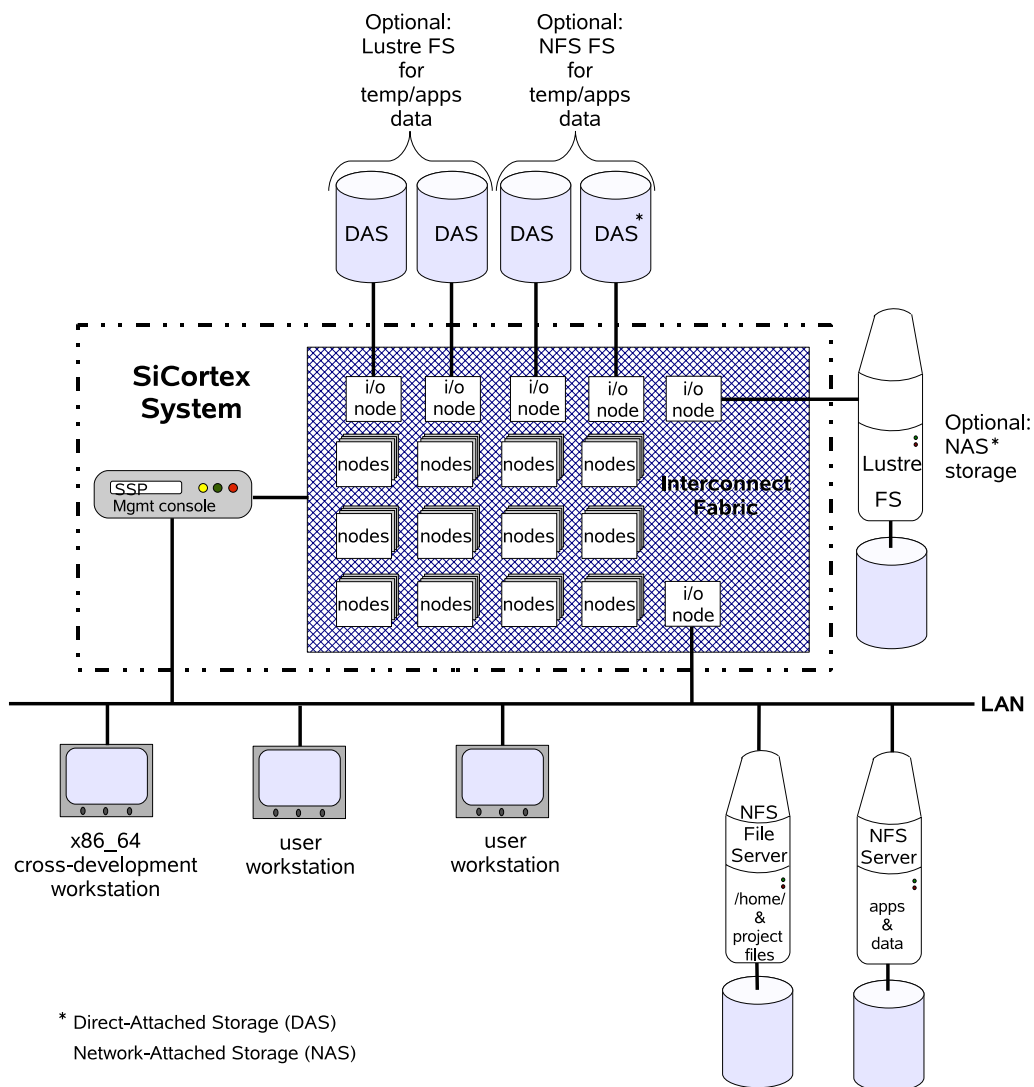 Optional:
Lustre FS
for
temp/apps
data
Optional:
NFS FS
for
temp/apps
data
DAS
DAS
DAS
DAS*
SiCortex
System
i/o
node
i/o
node
i/o
node
i/o
node
i/o
node
Optional:
NAS*
storage
Lustre
FS
nodes
nodes
nodes
nodes
Interconnect
Fabric
SSP
Mgmt console
nodes
nodes
nodes
nodes
nodes
nodes
nodes
nodes
i/o
node
LAN
x86_64
cross-development
workstation
user
workstation
user
workstation
NFS
File
Server
/home/
&
project
files
NFS
Server
apps
&
data
* Direct-Attached Storage (DAS)
Network-Attached Storage (NAS)